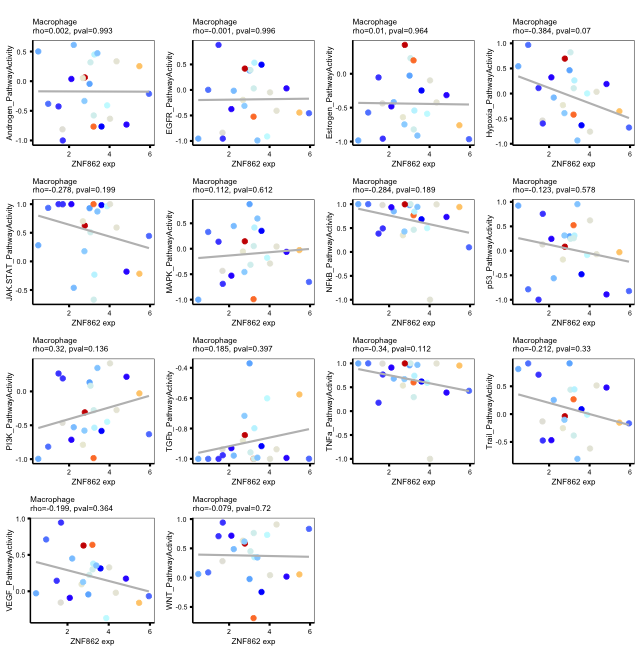 Macrophage
rho=0.002, pval=0.993
Androgen_PathwayActivity
0.5
0.0
-0.5
-1.0
2
4
6
ZNF862 exp
Macrophage
rho=-0.001, pval=0.996
EGFR_PathwayActivity
0.5
0.0
-0.5
-1.0
2
4
6
ZNF862 exp
Macrophage
rho=0.01, pval=0.964
Estrogen_PathwayActivity
0.0
-0.5
-1.0
2
4
6
ZNF862 exp
Macrophage
rho=-0.384, pval=0.07
Hypoxia_PathwayActivity
1.0
0.5
0.0
-0.5
-1.0
2
4
6
ZNF862 exp
Macrophage
rho=-0.278, pval=0.199
JAK-STAT_PathwayActivity
1.0
0.5
0.0
-0.5
2
4
6
ZNF862 exp
Macrophage
rho=0.112, pval=0.612
MAPK_PathwayActivity
0.5
0.0
-0.5
-1.0
2
4
6
ZNF862 exp
Macrophage
rho=-0.284, pval=0.189
NFkB_PathwayActivity
1.0
0.5
0.0
-0.5
-1.0
2
4
6
ZNF862 exp
Macrophage
rho=-0.123, pval=0.578
p53_PathwayActivity
1.0
0.5
0.0
-0.5
-1.0
2
4
6
ZNF862 exp
Macrophage
rho=0.32, pval=0.136
PI3K_PathwayActivity
0.0
-0.5
-1.0
2
4
6
ZNF862 exp
Macrophage
rho=0.185, pval=0.397
TGFb_PathwayActivity
-0.4
-0.6
-0.8
-1.0
2
4
6
ZNF862 exp
Macrophage
rho=-0.34, pval=0.112
TNFa_PathwayActivity
1.0
0.5
0.0
-0.5
-1.0
2
4
6
ZNF862 exp
Macrophage
rho=-0.212, pval=0.33
Trail_PathwayActivity
0.5
0.0
-0.5
2
4
6
ZNF862 exp
Macrophage
rho=-0.199, pval=0.364
VEGF_PathwayActivity
1.0
0.5
0.0
2
4
6
ZNF862 exp
Macrophage
rho=-0.079, pval=0.72
WNT_PathwayActivity
1.0
0.5
0.0
-0.5
2
4
6
ZNF862 exp